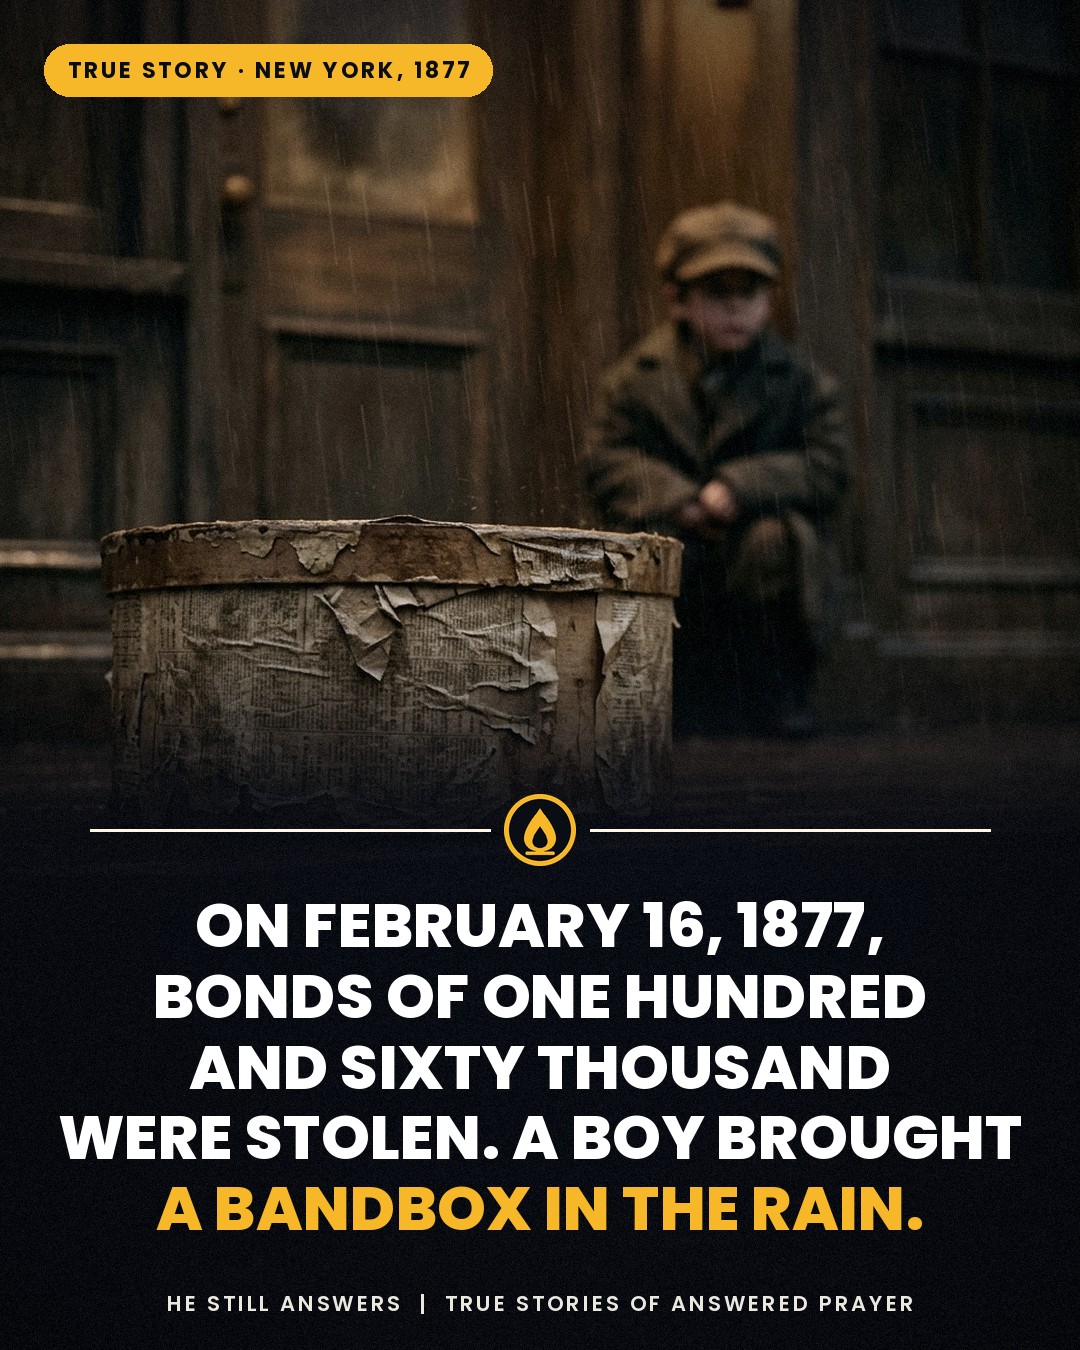 TRUE STORY · NEW YORK, 1877
ON FEBRUARY 16, 1877,
BONDS OF ONE HUNDRED
AND SIXTY THOUSAND
WERE STOLEN. A BOY BROUGHT
A BANDBOX IN THE RAIN.
HE STILL ANSWERS | TRUE STORIES OF ANSWERED PRAYER